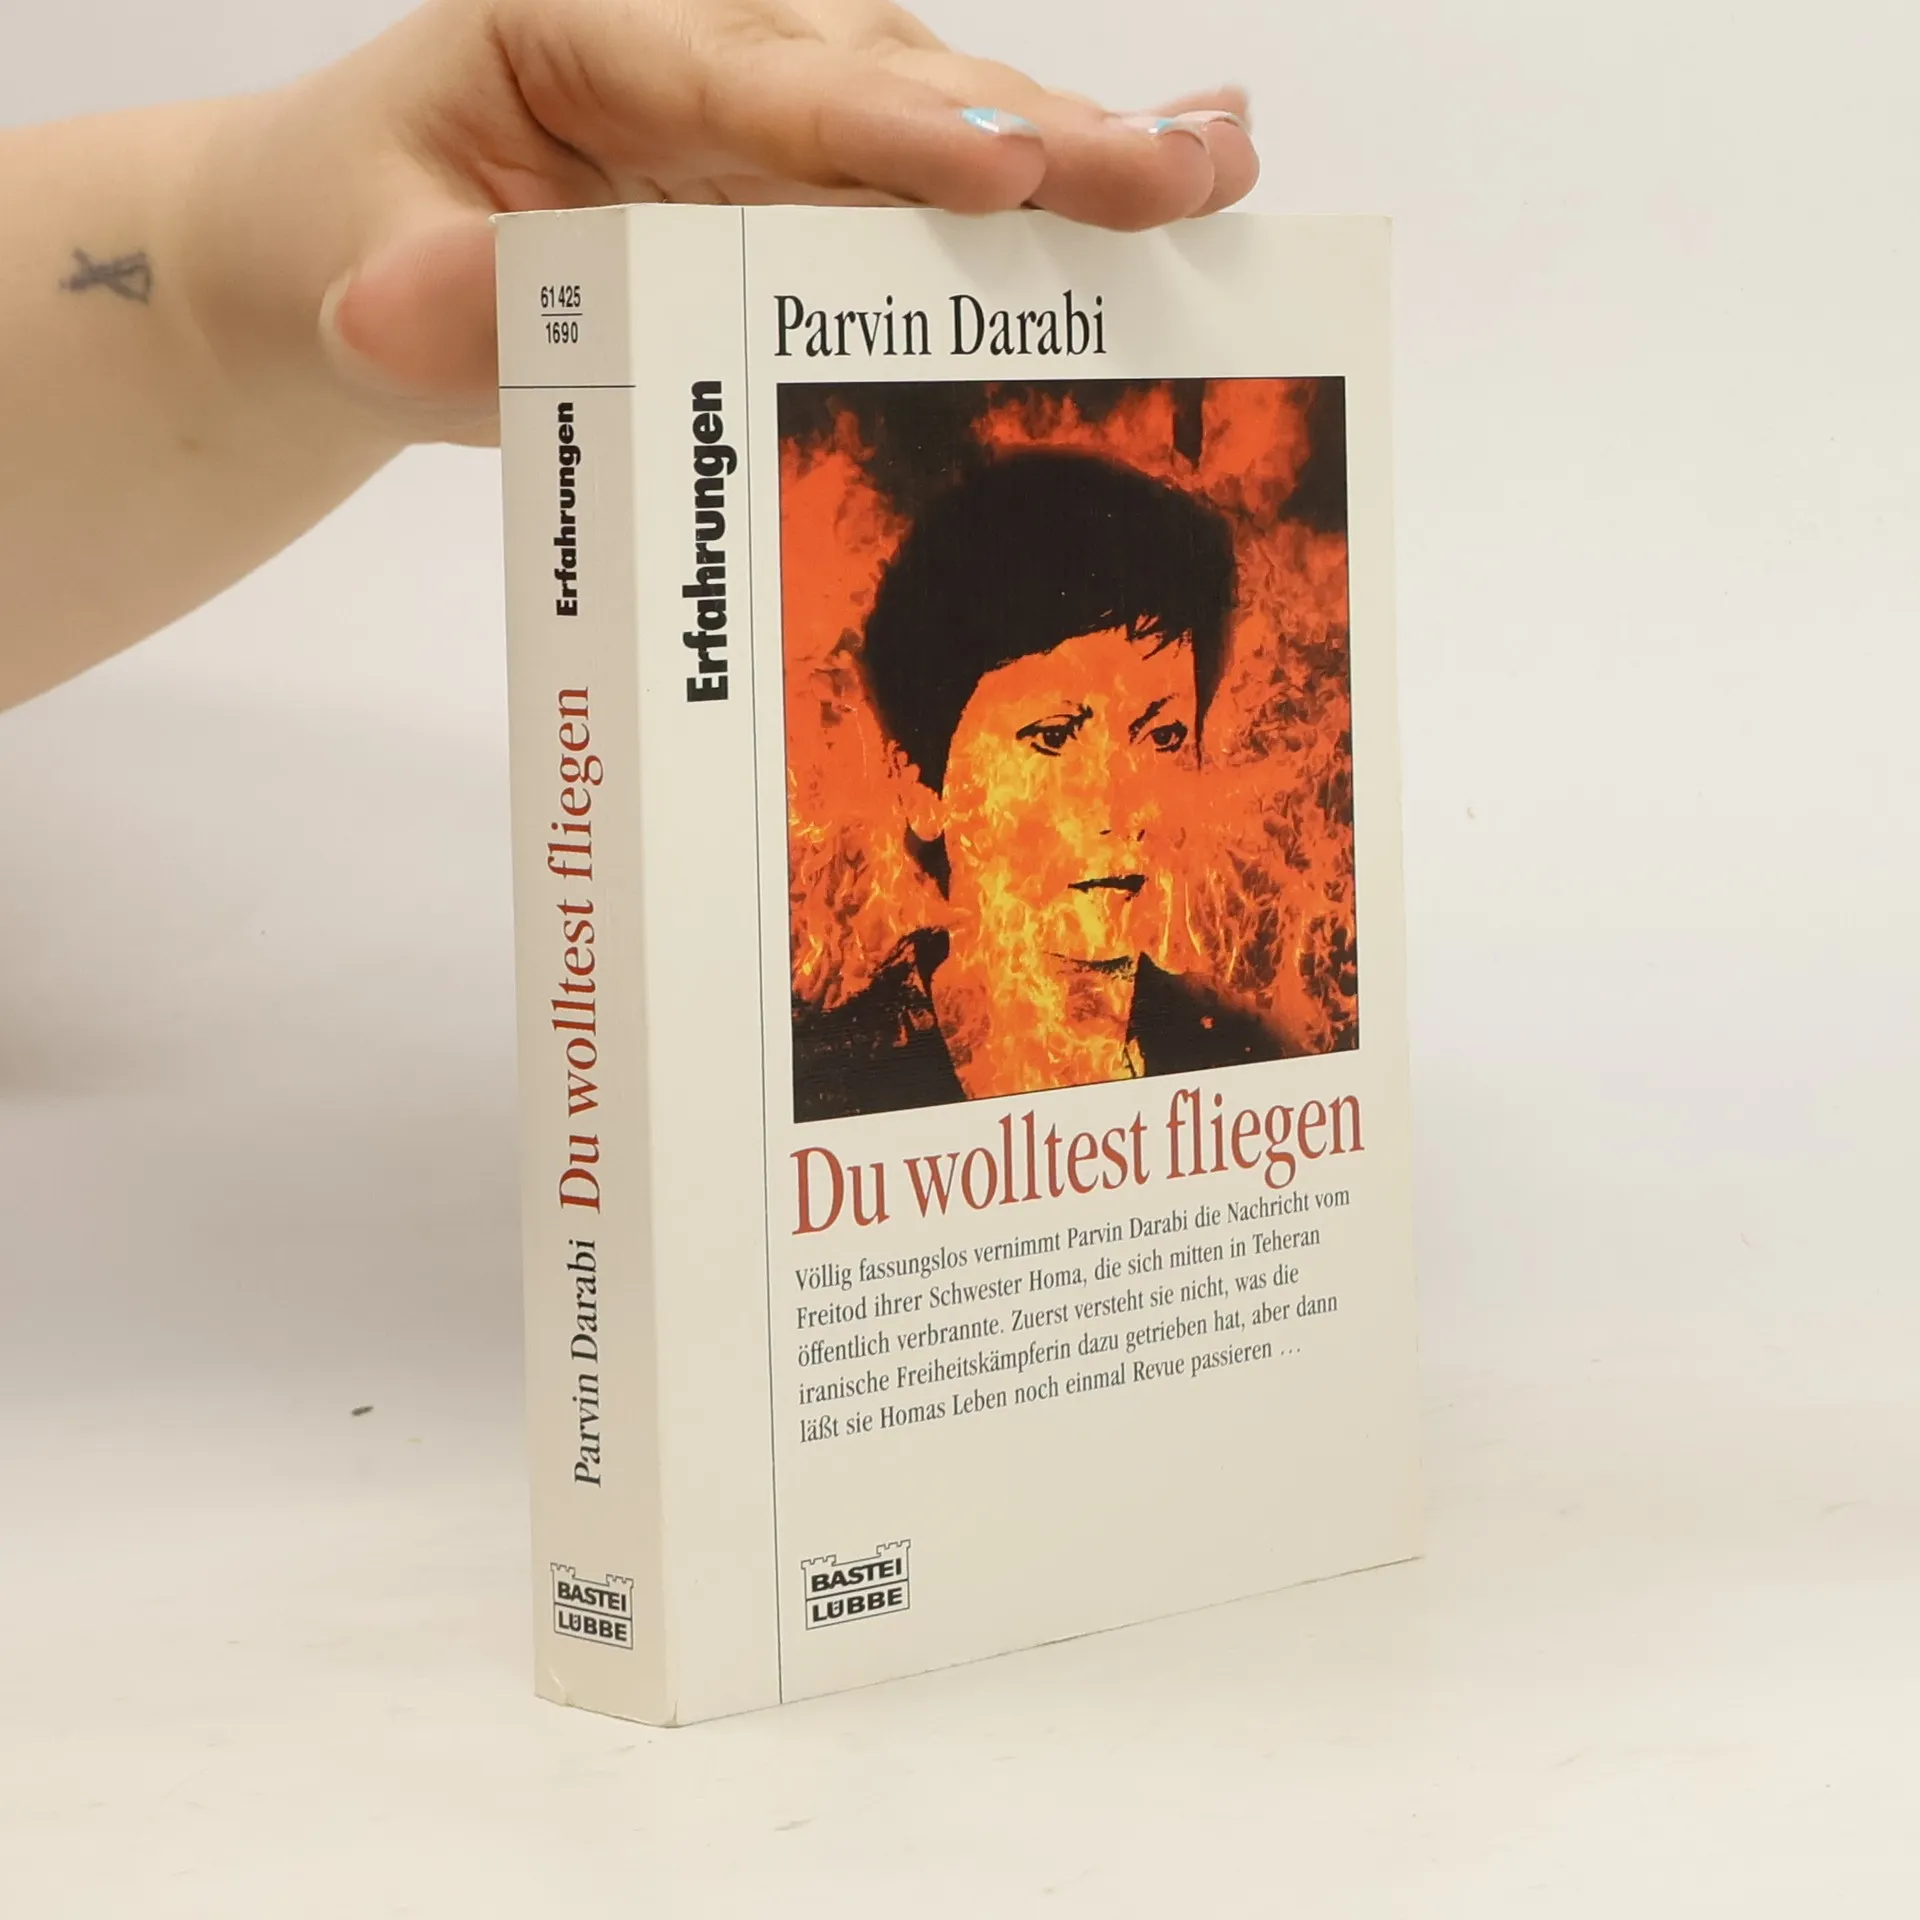 61 425
1690
Erfahrungen
Parvin Darabi Du wolltest fliegen
BASTEI
LÜBBE
Erfahrungen
Parvin Darabi
Du wolltest fliegen
Völlig fassungslos vernimmt Parvin Darabi die Nachricht vom
Freitod ihrer Schwester Homa, die sich mitten in Teheran
öffentlich verbrannte. Zuerst versteht sie nicht, was die
iranische Freiheitskämpferin dazu getrieben hat, aber dann
läßt sie Homas Leben noch einmal Revue passieren ...
BASTEI
LÜBBE